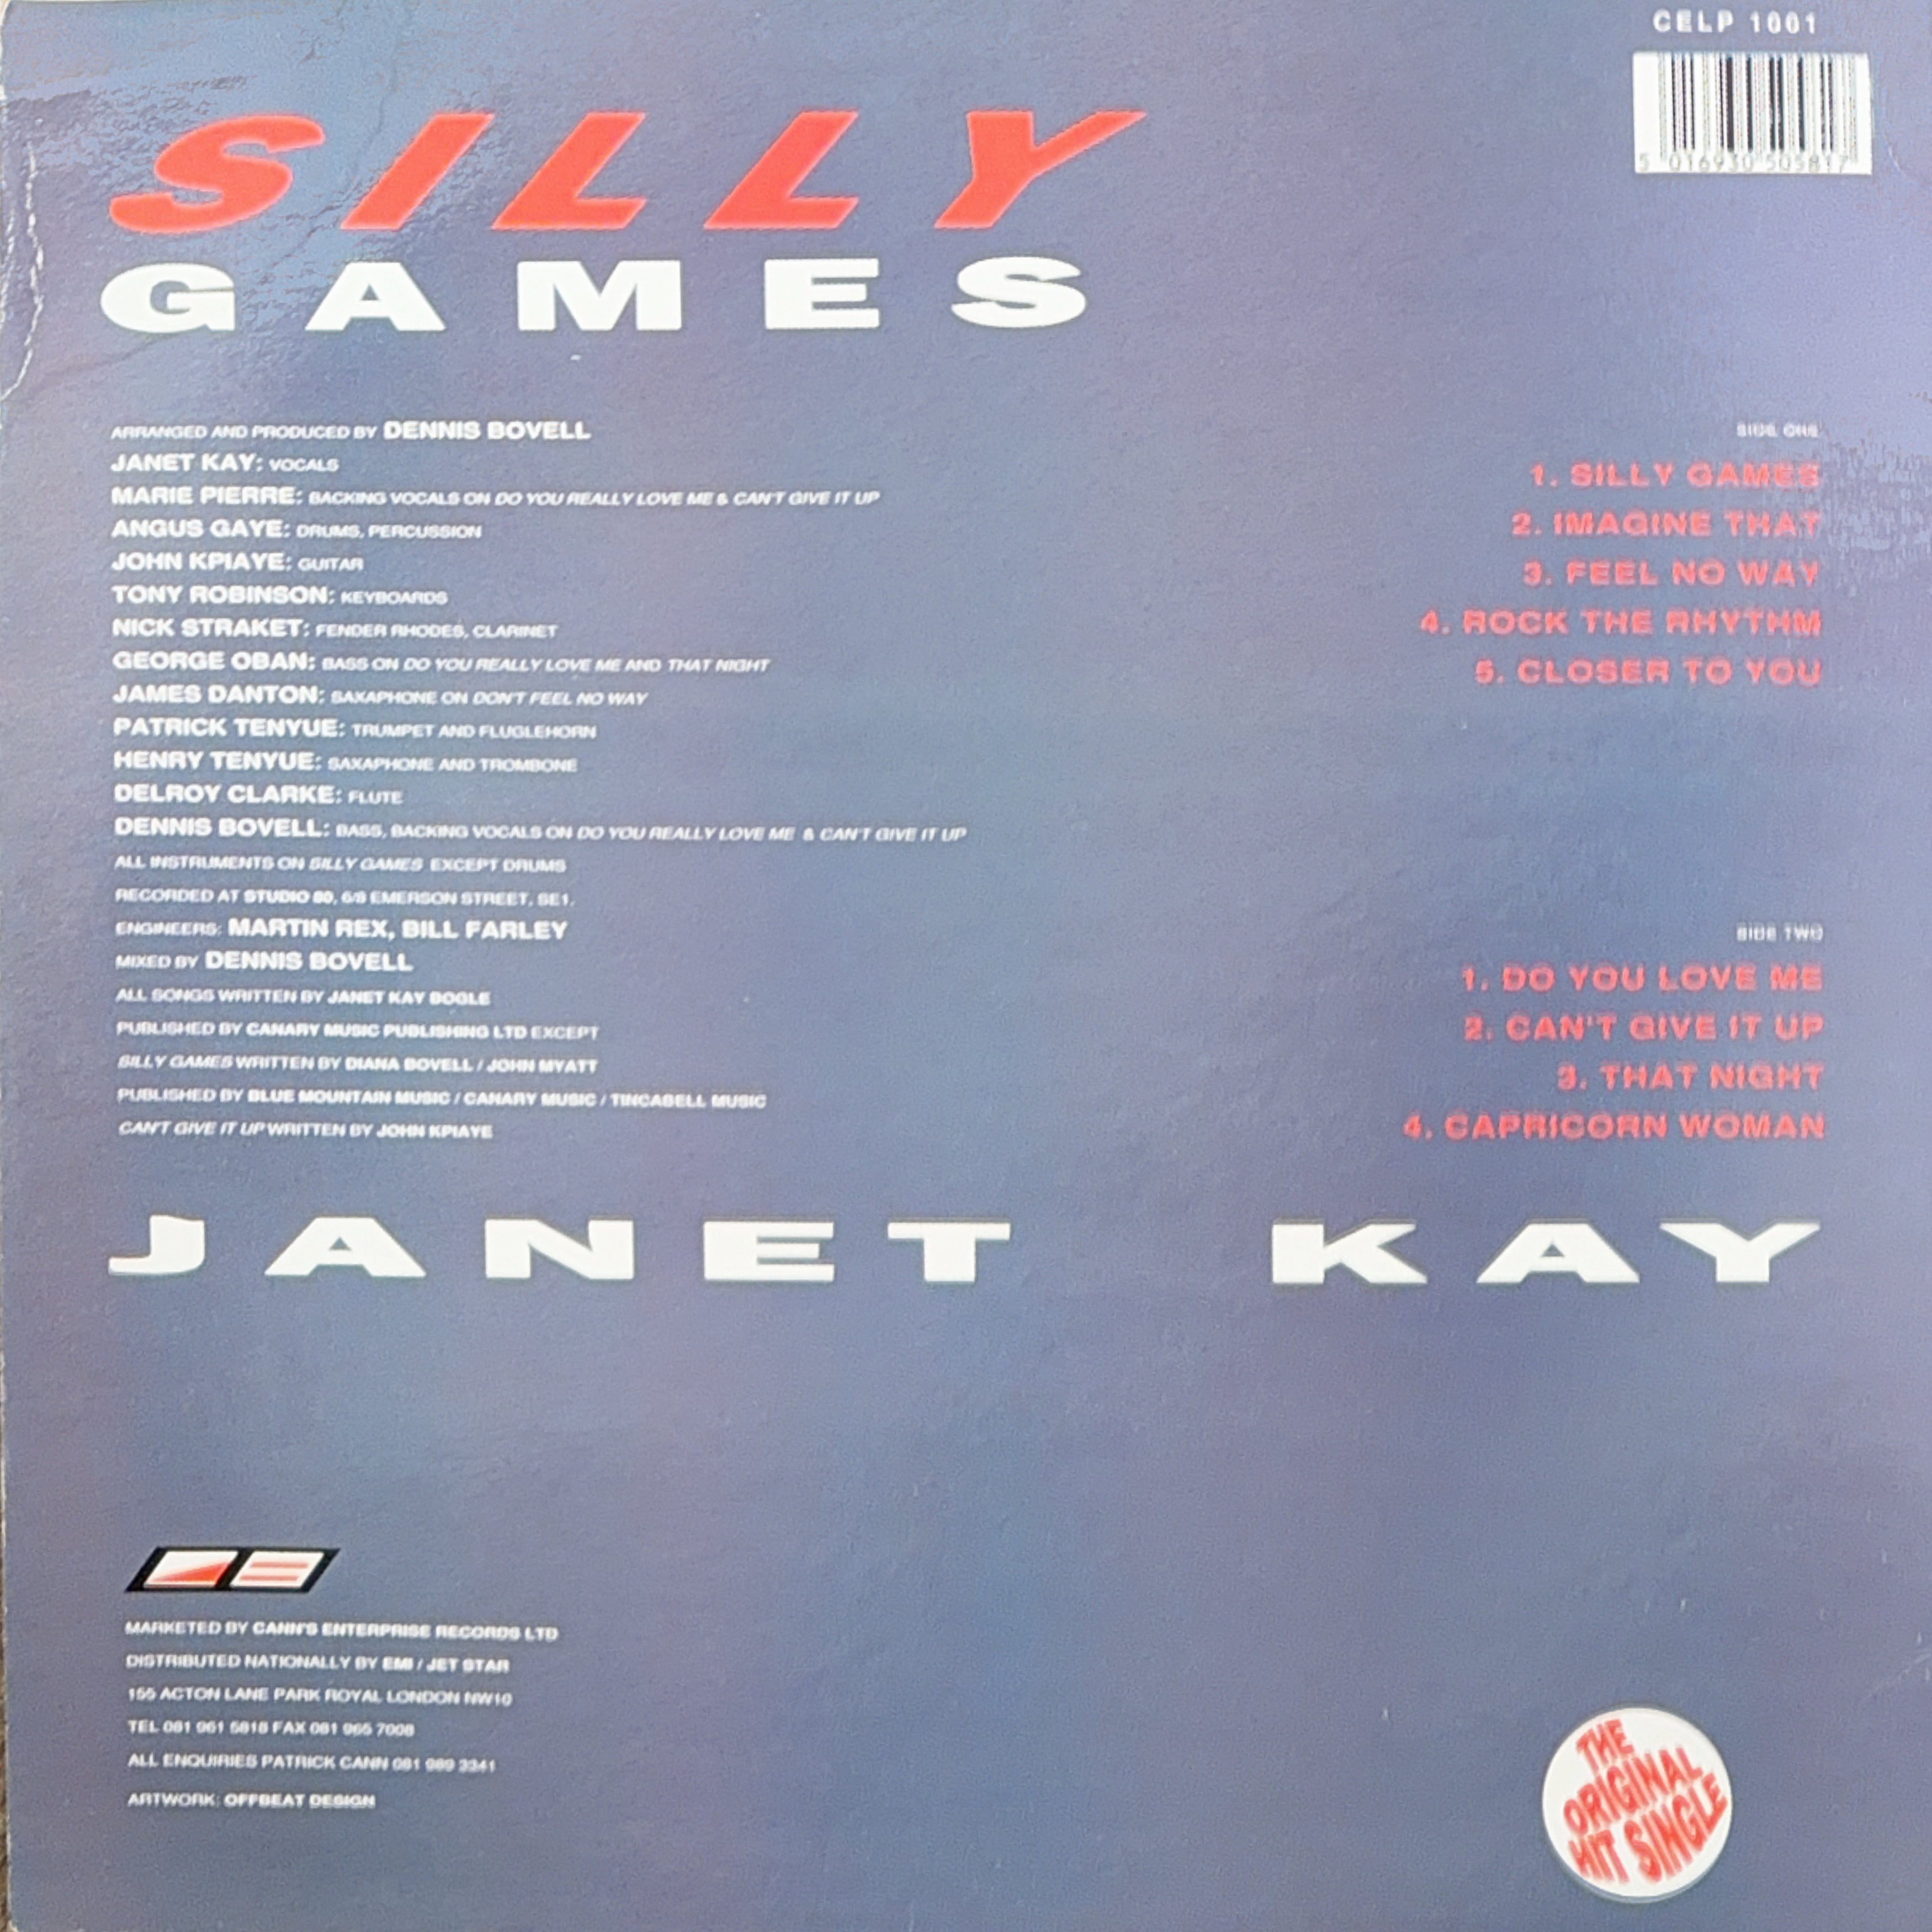 CELP 1001
5 016930 505817
SILLY
GAMES
ARRANGED AND PRODUCED BY DENNIS BOVELL
JANET KAY: VOCALS
MARIE PIERRE: BACKING VOCALS ON DO YOU REALLY LOVE ME & CAN'T GIVE IT UP
ANGUS GAYE: DRUMS, PERCUSSION
JOHN KPIAYE: GUITAR
TONY ROBINSON: KEYBOARDS
NICK STRAKET: FENDER RHODES, CLARINET
GEORGE OBAN: BASS ON DO YOU REALLY LOVE ME AND THAT NIGHT
JAMES DANTON: SAXAPHONE ON DON'T FEEL NO WAY
PATRICK TENYUE: TRUMPET AND FLUGLEHORN
HENRY TENYUE: SAXAPHONE AND TROMBONE
DELROY CLARKE: FLUTE
DENNIS BOVELL: BASS, BACKING VOCALS ON DO YOU REALLY LOVE ME & CAN'T GIVE IT UP
ALL INSTRUMENTS ON SILLY GAMES EXCEPT DRUMS
RECORDED AT STUDIO 80, 6/8 EMERSON STREET, SE1.
ENGINEERS: MARTIN REX, BILL FARLEY
MIXED BY DENNIS BOVELL
ALL SONGS WRITTEN BY JANET KAY BOGLE
PUBLISHED BY CANARY MUSIC PUBLISHING LTD EXCEPT
SILLY GAMES WRITTEN BY DIANA BOVELL / JOHN MYATT
PUBLISHED BY BLUE MOUNTAIN MUSIC / CANARY MUSIC / TINCABELL MUSIC
CAN'T GIVE IT UP WRITTEN BY JOHN KPIAYE
SIDE ONE
1. SILLY GAMES
2. IMAGINE THAT
3. FEEL NO WAY
4. ROCK THE RHYTHM
5. CLOSER TO YOU
SIDE TWO
1. DO YOU LOVE ME
2. CAN'T GIVE IT UP
3. THAT NIGHT
4. CAPRICORN WOMAN
JANET KAY
MARKETED BY CANN'S ENTERPRISE RECORDS LTD
DISTRIBUTED NATIONALLY BY EMI / JET STAR
155 ACTON LANE PARK ROYAL LONDON NW10
TEL 081 961 5818 FAX 081 965 7008
ALL ENQUIRIES PATRICK CANN 081 989 3341
ARTWORK: OFFBEAT DESIGN
THE
ORIGINAL
HIT SINGLE